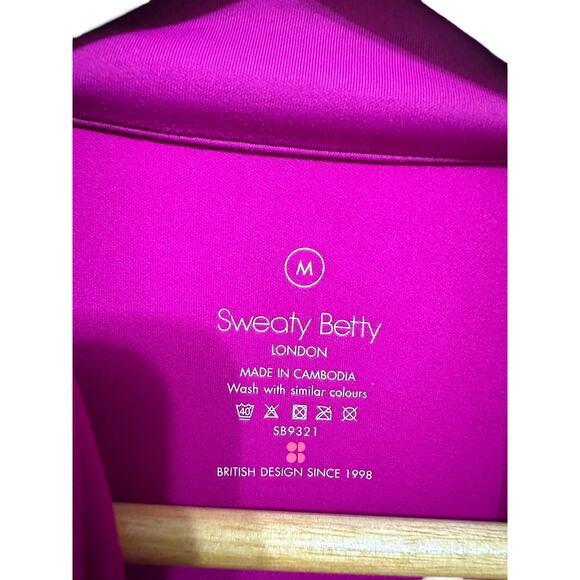 M
Sweaty Betty
LONDON
MADE IN CAMBODIA
Wash with similar colours
40
SB9321
BRITISH DESIGN SINCE 1998